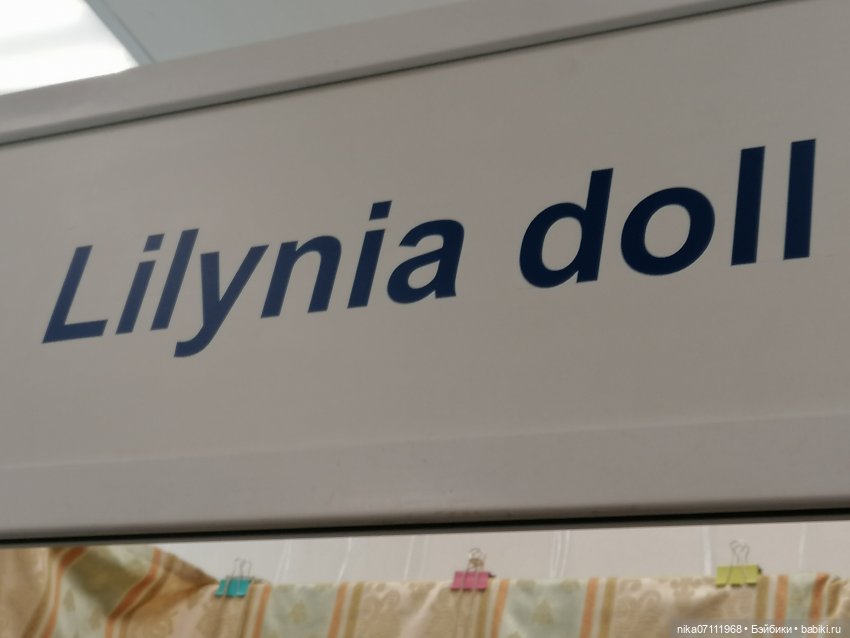 Lilynia doll
nika07111968 • Бэйбики • babiki.ru